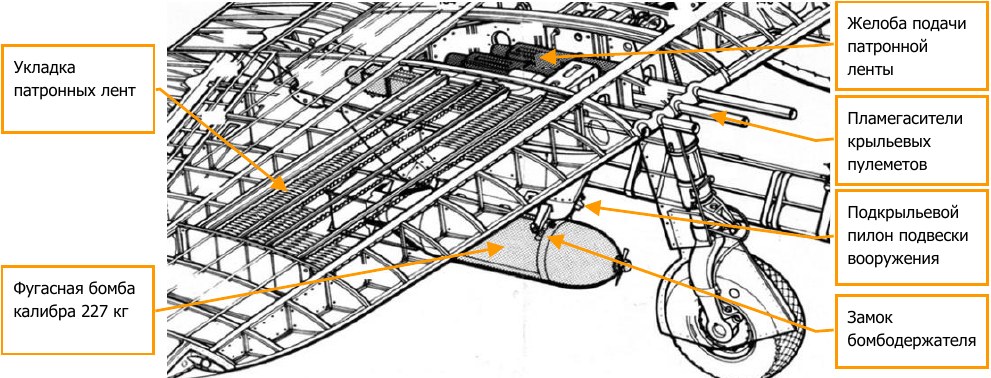 Укладка
патронных лент
Фугасная бомба
калибра 227 кг
Желоба подачи
патронной
ленты
Пламегасители
крыльевых
пулеметов
Подкрыльевой
пилон подвески
вооружения
Замок
бомбодержателя